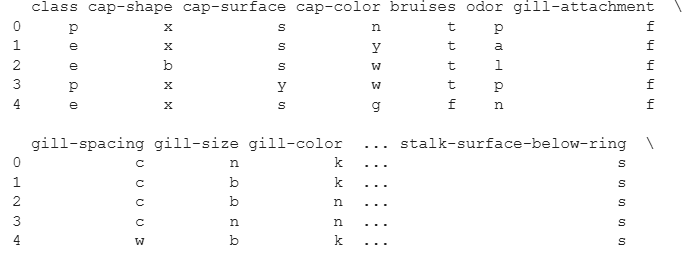 class cap-shape cap-surface cap-color bruises odor gill-attachment \
0 p x s n t p f
1 e x s y t a f
2 e b s w t l f
3 p x y w t p f
4 e x s g f n f
gill-spacing gill-size gill-color ... stalk-surface-below-ring \
0 c n k ... s
1 c b k ... s
2 c b n ... s
3 c n n ... s
4 w b k ... s